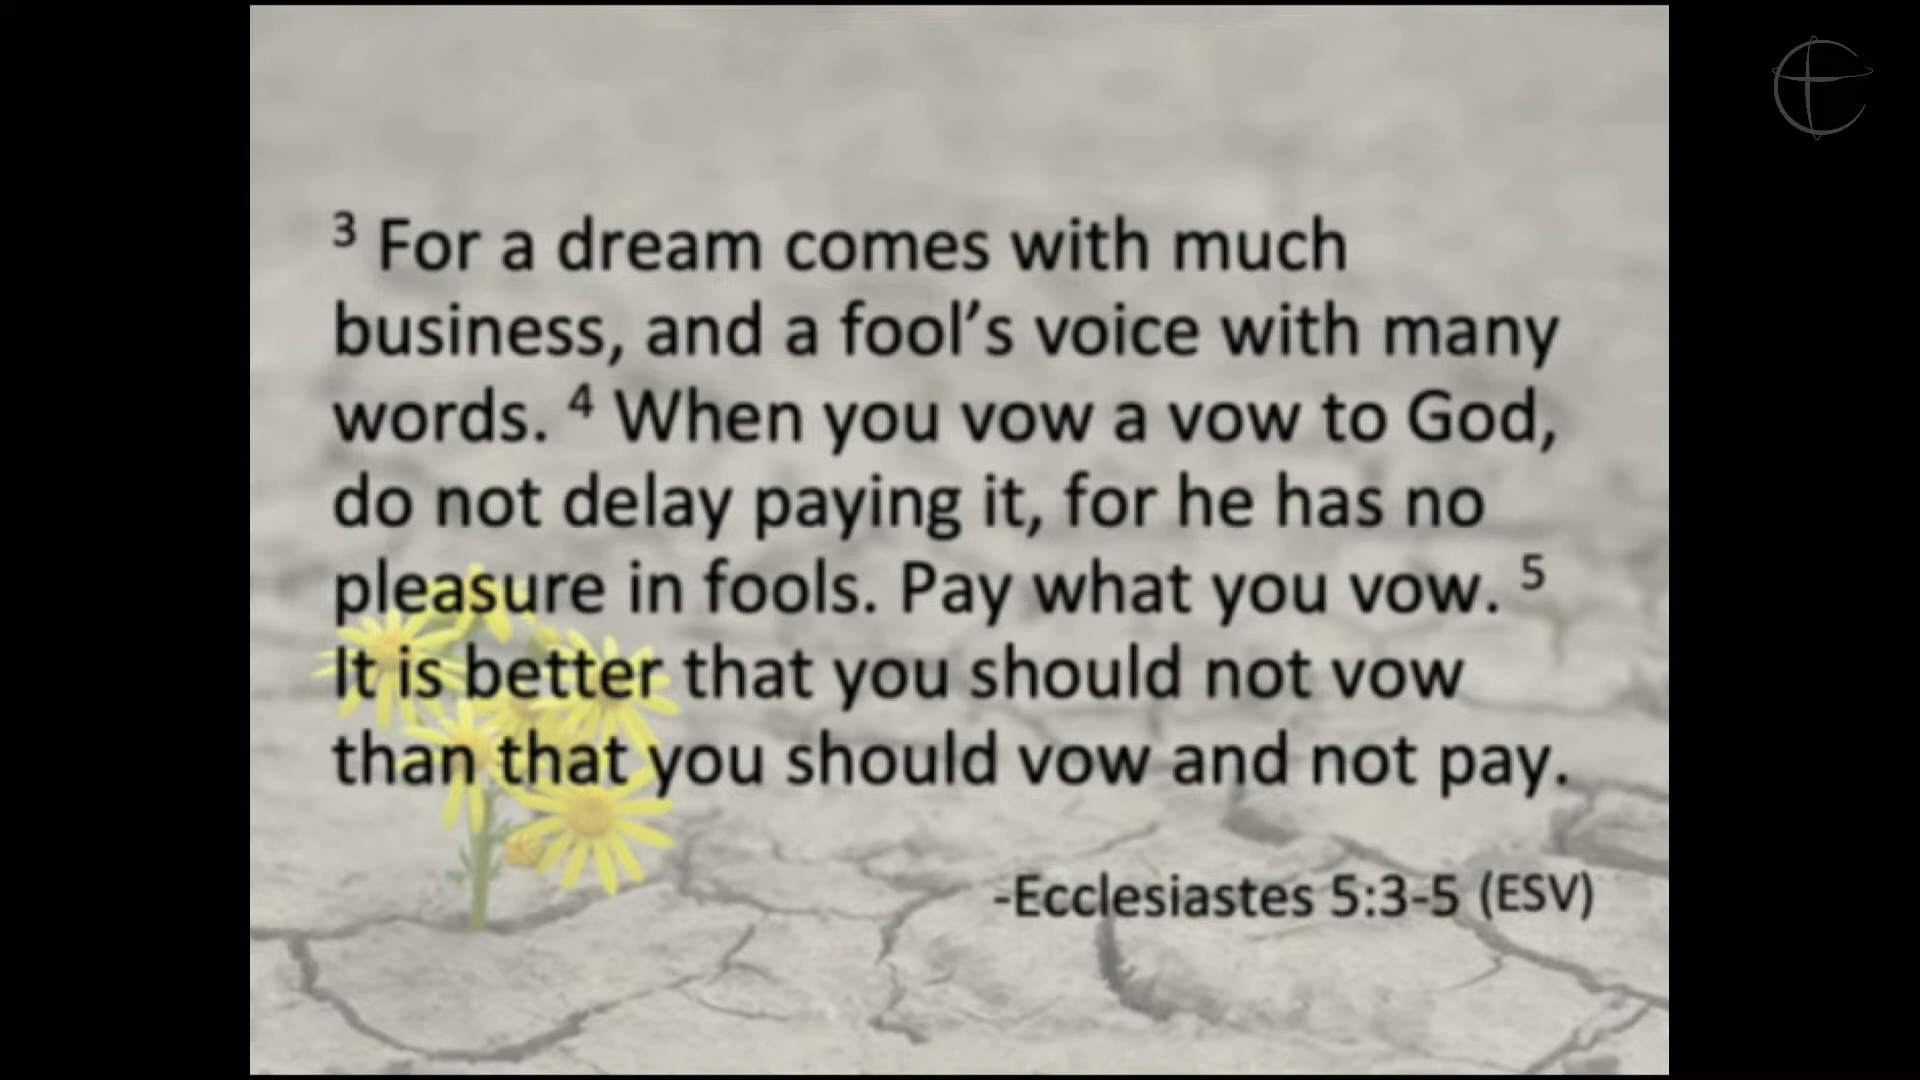 ³ For a dream comes with much
business, and a fool’s voice with many
words. ⁴ When you vow a vow to God,
do not delay paying it, for he has no
pleasure in fools. Pay what you vow. ⁵
It is better that you should not vow
than that you should vow and not pay.
-Ecclesiastes 5:3-5 (ESV)